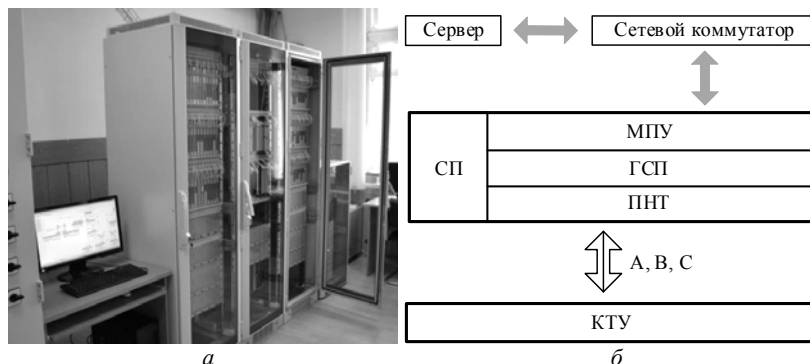 Сервер
Сетевой коммутатор
МПУ
СП
ГСП
ПНТ
А, В, С
КТУ
а
б